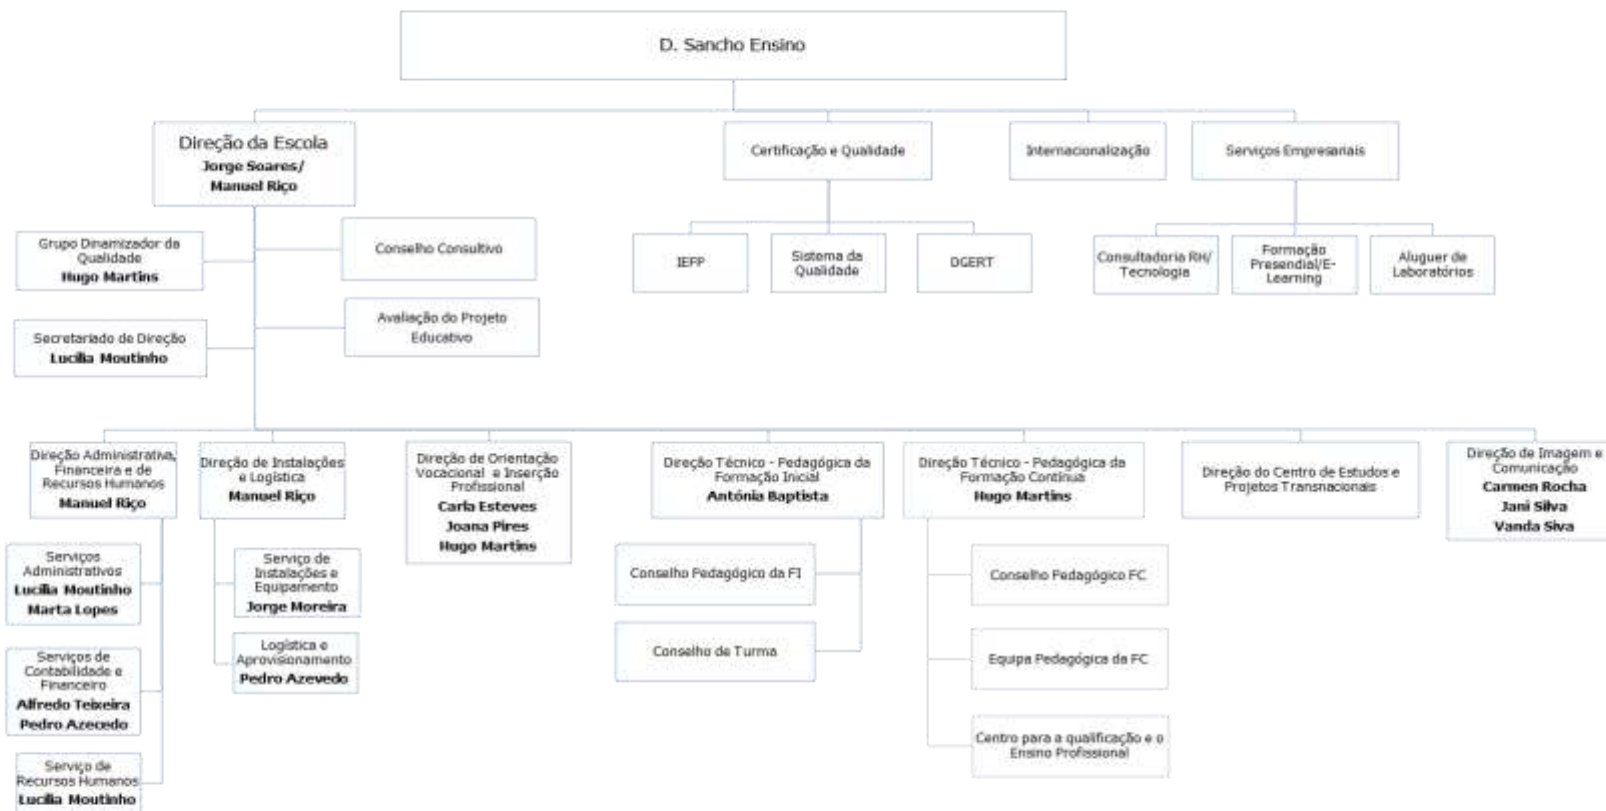 D. Sancho Ensino
Direção da Escola
Jorge Soares/
Manuel Riço
Certificação e Qualidade
Internacionalização
Serviços Empresariais
Grupo Dinamizador da
Qualidade
Hugo Martins
Conselho Consultivo
IEFP
Sistema da
Qualidade
DGERT
Consultadoria RH/
Tecnologia
Formação
Presendial/E-
Learning
Aluguer de
Laboratórios
Secretariado de Direção
Lucília Moutinho
Avaliação do Projeto
Educativo
Direção Administrativa,
Financeira e de
Recursos Humanos
Manuel Riço
Direção de Instalações
e Logística
Manuel Riço
Direção de Orientação
Vocacional e Inserção
Profissional
Carla Esteves
Joana Pires
Hugo Martins
Direção Técnico - Pedagógica da
Formação Inicial
Antónia Baptista
Direção Técnico - Pedagógica da
Formação Contínua
Hugo Martins
Direção do Centro de Estudos e
Projetos Transnacionais
Direção de Imagem e
Comunicação
Carmen Rocha
Jani Silva
Vanda Siva
Serviços
Administrativos
Lucília Moutinho
Marta Lopes
Serviço de
Instalações e
Equipamento
Jorge Moreira
Conselho Pedagógico da FI
Conselho Pedagógico FC
Serviços de
Contabilidade e
Financeiro
Alfredo Teixeira
Pedro Azecedo
Logística e
Aprovisionamento
Pedro Azevedo
Conselho de Turma
Equipa Pedagógica da FC
Serviço de
Recursos Humanos
Lucília Moutinho
Centro para a qualificação e o
Ensino Profissional